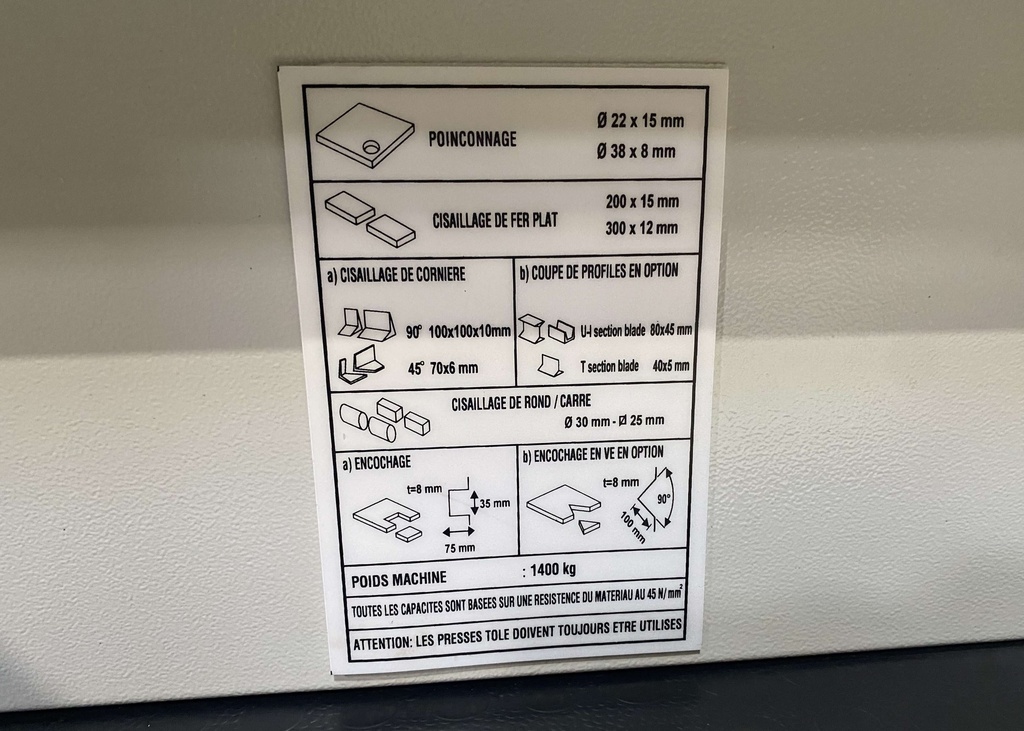 POINCONNAGE
Ø 22 x 15 mm
Ø 38 x 8 mm
CISAILLAGE DE FER PLAT
200 x 15 mm
300 x 12 mm
a) CISAILLAGE DE CORNIERE
90° 100x100x10mm
45° 70x6 mm
b) COUPE DE PROFILES EN OPTION
U-I section blade 80x45 mm
T section blade 40x5 mm
CISAILLAGE DE ROND / CARRE
Ø 30 mm - ⍁ 25 mm
a) ENCOCHAGE
t=8 mm
35 mm
75 mm
b) ENCOCHAGE EN VE EN OPTION
t=8 mm
90°
100 mm
POIDS MACHINE : 1400 kg
TOUTES LES CAPACITES SONT BASEES SUR UNE RESISTENCE DU MATERIAU AU 45 N/mm²
ATTENTION: LES PRESSES TOLE DOIVENT TOUJOURS ETRE UTILISES